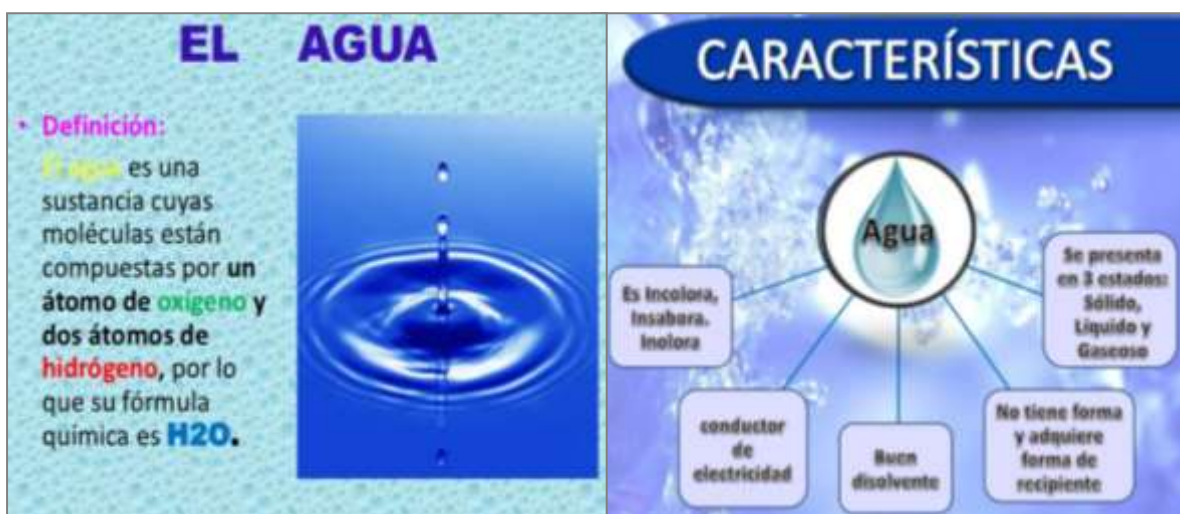 EL AGUA
• Definición:
El agua es una
sustancia cuyas
moléculas están
compuestas por un
átomo de oxígeno y
dos átomos de
hidrógeno, por lo
que su fórmula
química es H2O.
CARACTERÍSTICAS
Agua
Es Incolora,
Insabora.
Inolora
conductor
de
electricidad
Buen
disolvente
No tiene forma
y adquiere
forma de
recipiente
Se presenta
en 3 estados:
Sólido,
Líquido y
Gaseoso